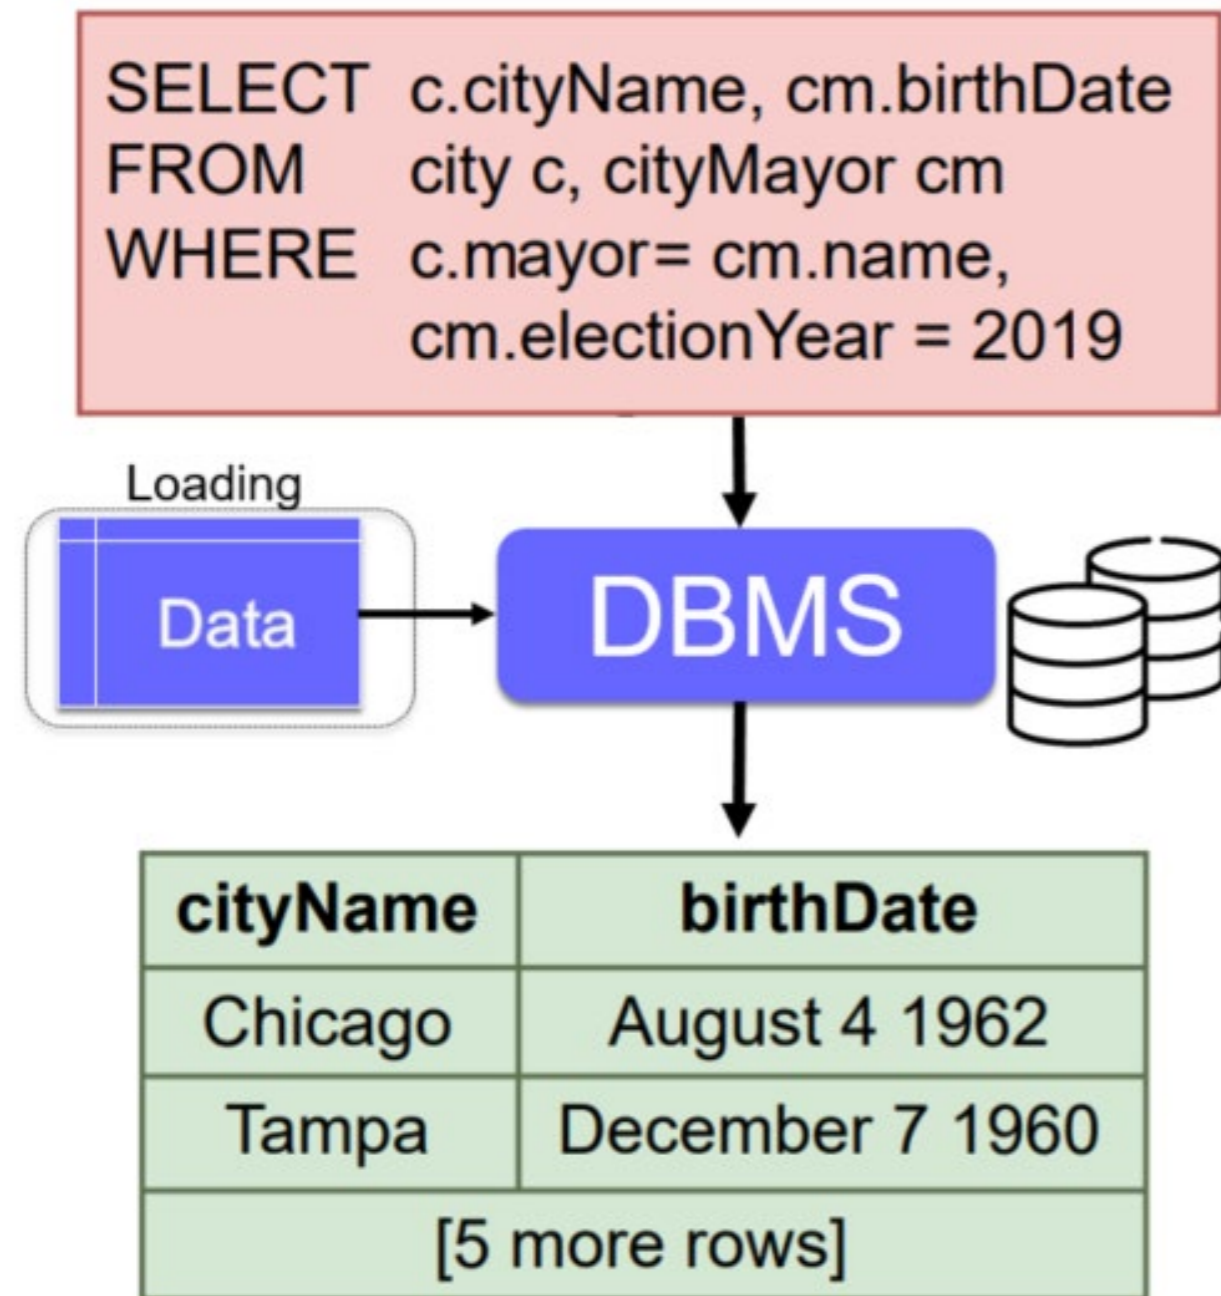 SELECT c.cityName, cm.birthDate
FROM city c, cityMayor cm
WHERE c.mayor= cm.name,
cm.electionYear = 2019
Loading
Data
DBMS
cityName birthDate
Chicago August 4 1962
Tampa December 7 1960
[5 more rows]